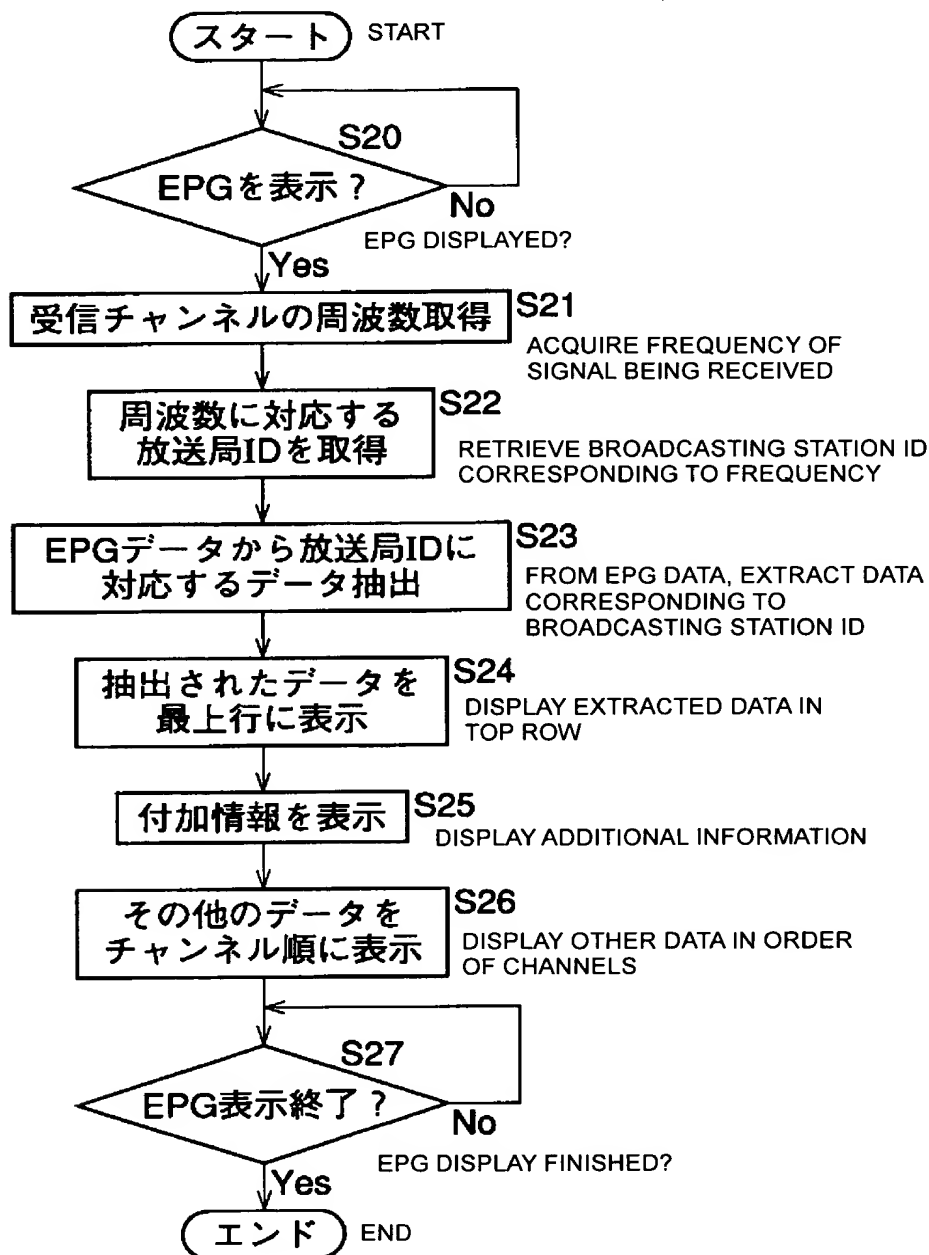 スタート
START
S20
EPGを表示？
No
EPG DISPLAYED?
Yes
受信チャンネルの周波数取得
S21
ACQUIRE FREQUENCY OF
SIGNAL BEING RECEIVED
周波数に対応する
放送局IDを取得
S22
RETRIEVE BROADCASTING STATION ID
CORRESPONDING TO FREQUENCY
EPGデータから放送局IDに
対応するデータ抽出
S23
FROM EPG DATA, EXTRACT DATA
CORRESPONDING TO
BROADCASTING STATION ID
抽出されたデータを
最上行に表示
S24
DISPLAY EXTRACTED DATA IN
TOP ROW
付加情報を表示
S25
DISPLAY ADDITIONAL INFORMATION
その他のデータを
チャンネル順に表示
S26
DISPLAY OTHER DATA IN ORDER
OF CHANNELS
S27
EPG表示終了？
No
EPG DISPLAY FINISHED?
Yes
エンド
END